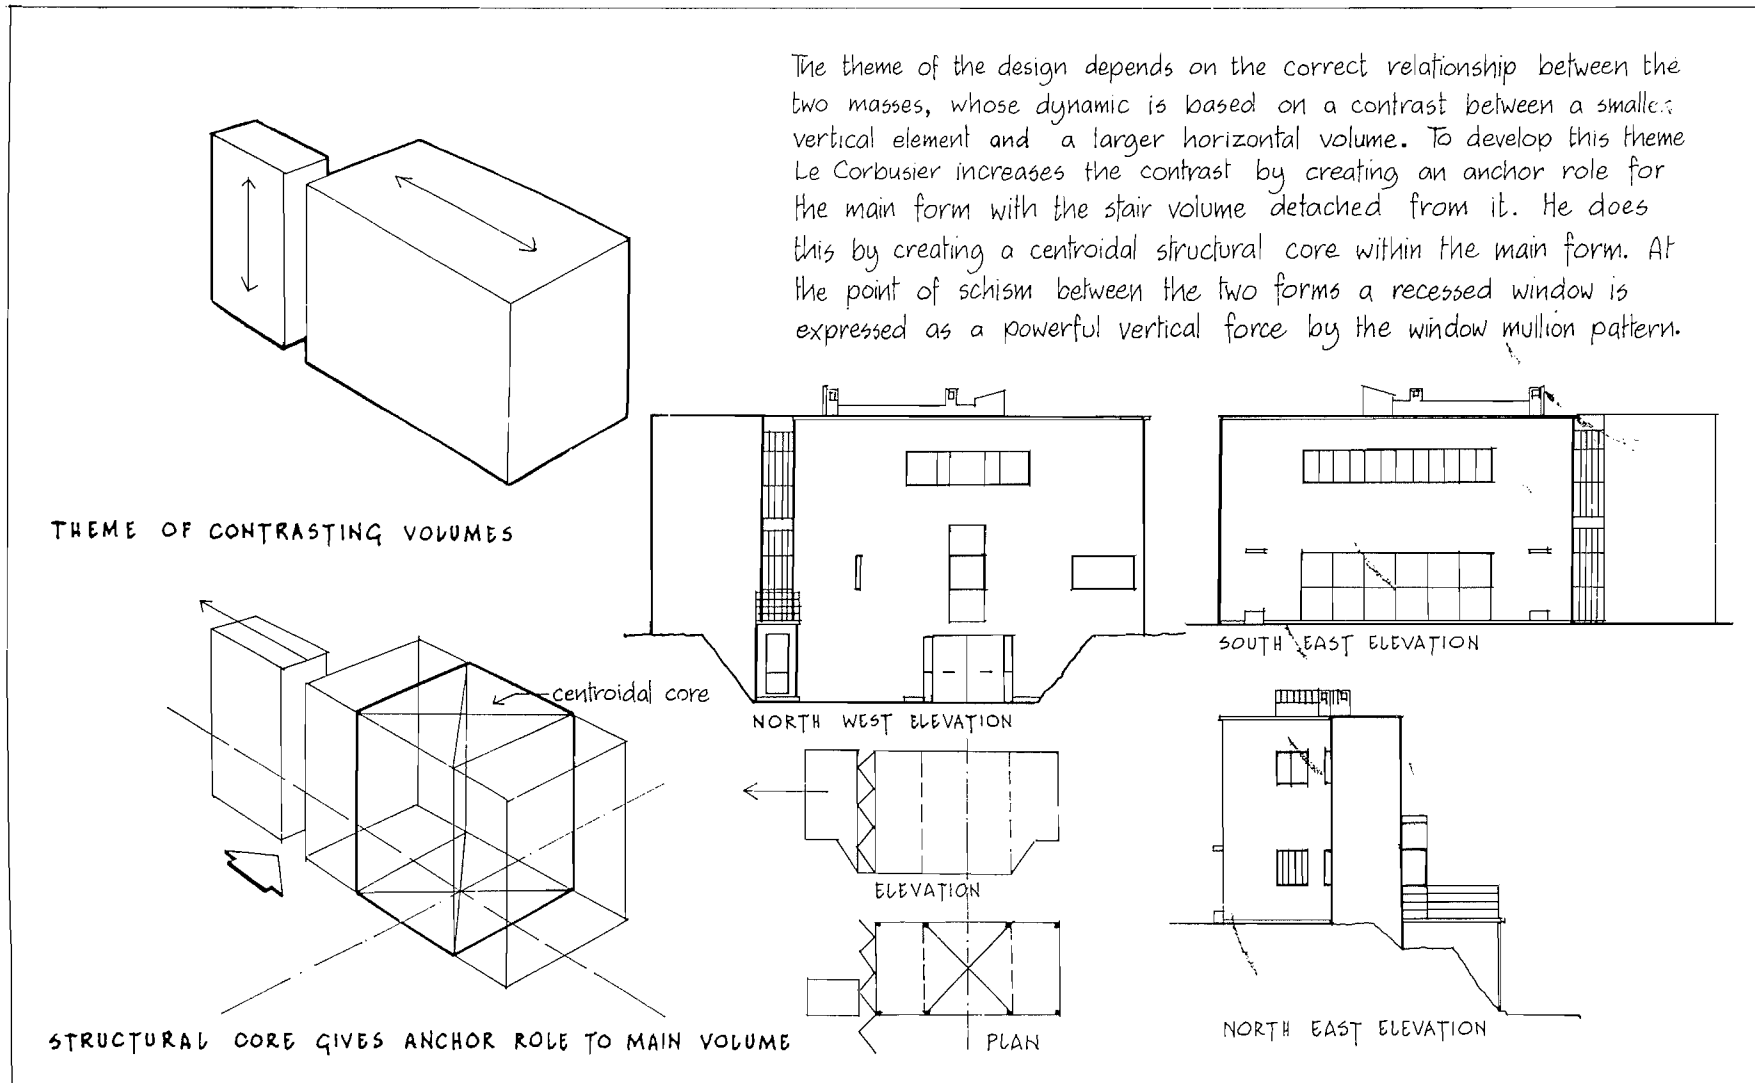 The theme of the design depends on the correct relationship between the
two masses, whose dynamic is based on a contrast between a smaller
vertical element and a larger horizontal volume. To develop this theme
Le Corbusier increases the contrast by creating an anchor role for
the main form with the stair volume detached from it. He does
this by creating a centroidal structural core within the main form. At
the point of schism between the two forms a recessed window is
expressed as a powerful vertical force by the window mullion pattern.
THEME OF CONTRASTING VOLUMES
SOUTH EAST ELEVATION
centroidal core
NORTH WEST ELEVATION
ELEVATION
NORTH EAST ELEVATION
STRUCTURAL CORE GIVES ANCHOR ROLE TO MAIN VOLUME
PLAN